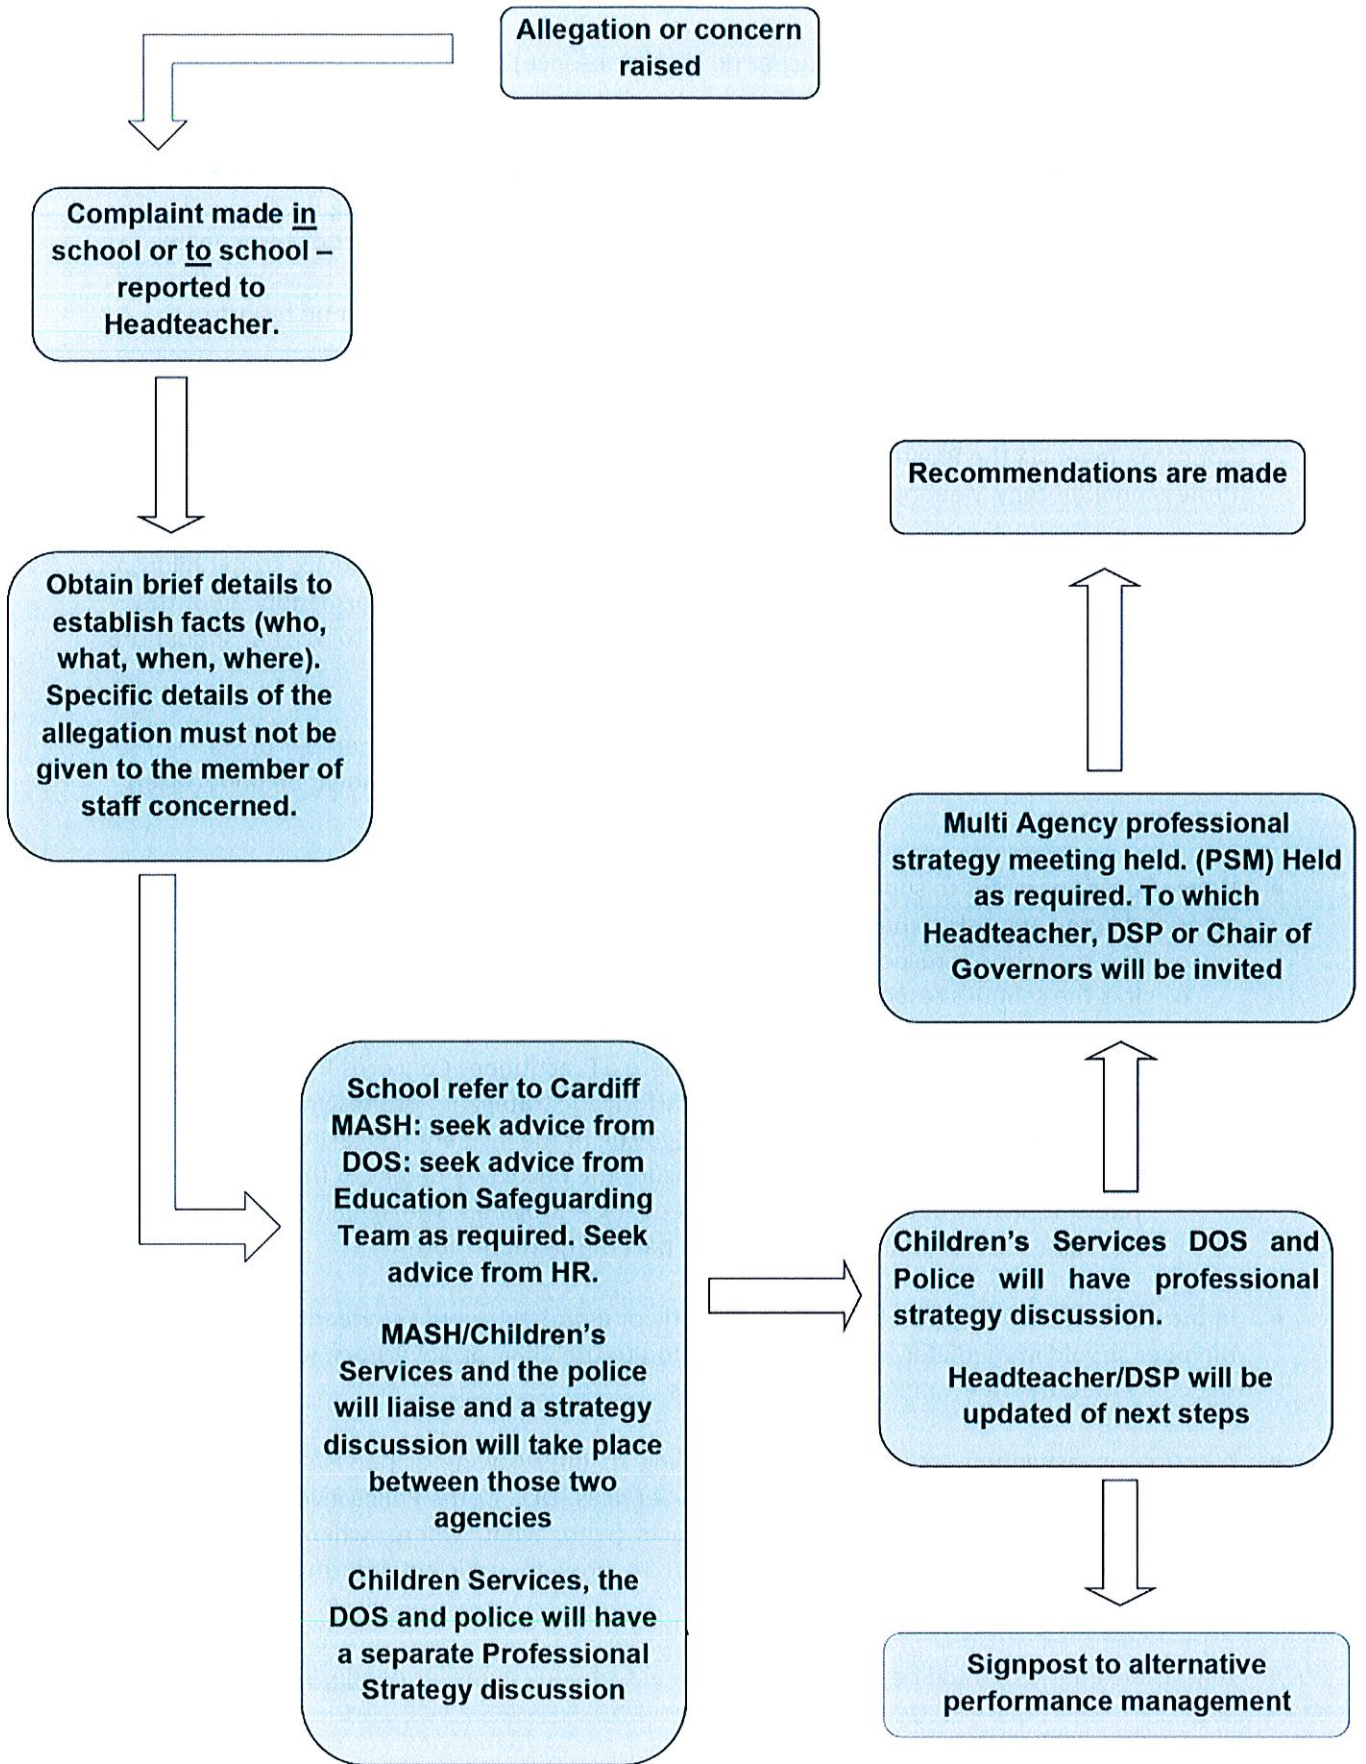 Allegation or concern
raised
Complaint made in
school or to school –
reported to
Headteacher.
Obtain brief details to
establish facts (who,
what, when, where).
Specific details of the
allegation must not be
given to the member of
staff concerned.
School refer to Cardiff
MASH: seek advice from
DOS: seek advice from
Education Safeguarding
Team as required. Seek
advice from HR.
MASH/Children's
Services and the police
will liaise and a strategy
discussion will take place
between those two
agencies
Children Services, the
DOS and police will have
a separate Professional
Strategy discussion
Children's Services DOS and
Police will have professional
strategy discussion.
Headteacher/DSP will be
updated of next steps
Multi Agency professional
strategy meeting held. (PSM) Held
as required. To which
Headteacher, DSP or Chair of
Governors will be invited
Recommendations are made
Signpost to alternative
performance management